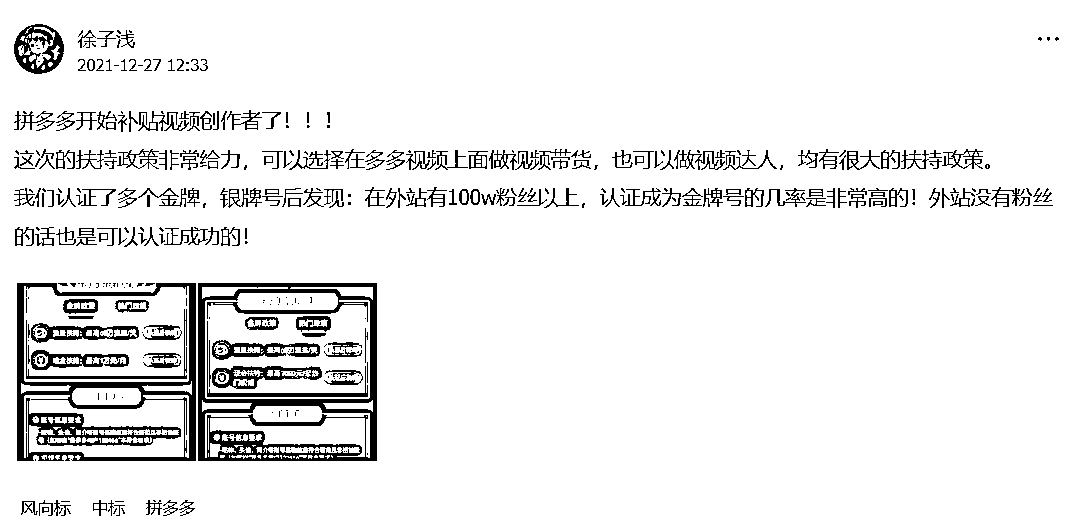 徐子浅
2021-12-27 12:33
拼多多开始补贴视频创作者了！！！
这次的扶持政策非常给力，可以选择在多多视频上面做视频带货，也可以做视频达人，均有很大的扶持政策。
我们认证了多个金牌，银牌号后发现：在外站有100w粉丝以上，认证成为金牌号的几率是非常高的！外站没有粉丝
的话也是可以认证成功的！
风向标 中标 拼多多